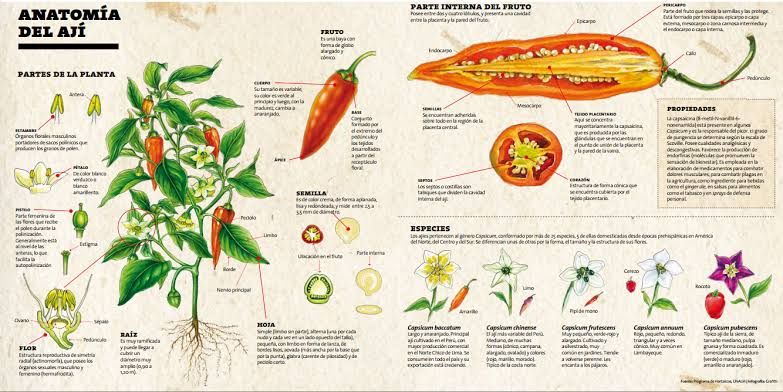 ANATOMÍA
DEL AJÍ
PARTES DE LA PLANTA
Antera
ESTAMBRE
Órganos florales masculinos
portadores de sacos polínicos que
producen los granos de polen.
PÉTALO
De color blanco
verduzco o
blanco
amarillento.
PISTILO
Parte femenina de
las flores que recibe
el polen durante la
polinización.
Generalmente está
al nivel de las
anteras, lo que
facilita la
autopolinización
Estigma
Ovario
Sépalo
Pedúnculo
FLOR
Estructura reproductiva de simetría
radial (actinomorfa), que posee los
órganos sexuales masculino y
femenino (hermafrodita).
RAÍZ
Es muy ramificada
y puede llegar a
cubrir un
diámetro muy
amplio (0,90 a
1,20 m).
FRUTO
Es una baya con
forma de globo
alargado y
cónico.
CUERPO
Su tamaño es variable,
su color es verde al
principio y luego, con la
madurez, cambia a
anaranjado.
BASE
Conjunto
formado por
el extremo del
pedúnculo y
los tejidos
desarrollados
a partir del
receptáculo
floral.
ÁPICE
SEMILLA
Es de color crema, de forma aplanada,
lisa y redondeada, y mide entre 2,5 a
3,5 mm de diámetro.
Ubicación en el fruto
Parte interna
Pedolo
Limbo
Borde
Nervio principal
HOJA
Simple (limbo sin partir), alterna (una por cada
nudo y cada vez en un lado opuesto del tallo),
pequeña, con limbo en forma de lanza, de
bordes lisos, aovada (más ancha por la base que
por la punta), glabra (carente de pilosidad) y de
pecíolo corto.
PARTE INTERNA DEL FRUTO
Posee entre dos y cuatro lóbulos, y presenta una cavidad
entre la placenta y la pared del fruto.
Epicarpo
Endocarpo
Mesocarpo
PERICARPO
Parte del fruto que rodea la semillas y las protege.
Está formado por tres capas: epicarpo o capa
externa, mesocarpo o zona carnosa intermedia y
el endocarpo o capa interna.
Cáliz
Pedúnculo
SEMILLAS
Se encuentran adheridas
sobre todo en la región de la
placenta central.
TEJIDO PLACENTARIO
Aquí se concentra
mayoritariamente la capsaicina,
que es producida por las
glándulas que se encuentran en
el punto de unión de la placenta
y la pared de la vaina.
SEPTOS
Los septos o costillas son
tabiques que dividen la cavidad
interna del ají.
CORAZÓN
Estructura de forma cónica que
se encuentra cubierta por el
tejido placentario.
PROPIEDADES
La capsaicina (8-metil-N-vanillil-6-
nonenamida) está presente en algunos
Capsicum y es la responsable del picor. El grado
de pungencia se determina según la escala de
Scoville. Posee cualidades analgésicas y
descongestivas. Favorece la producción de
endorfinas (moléculas que promueven la
sensación de bienestar). Es empleada en la
elaboración de medicamentos para combatir
dolores musculares, para combatir plagas en
la agricultura, como ingrediente para bebidas
como el ginger ale, en salsas para alimentos
como el tabasco y en sprays de defensa
personal.
ESPECIES
Los ajíes pertenecen al género Capsicum, conformado por más de 25 especies, 5 de ellas domesticadas desde épocas prehispánicas en América
del Norte, del Centro y del Sur. Se diferencian unas de otras por la forma, el tamaño y la estructura de sus flores.
Amarillo
Limo
Pipí de mono
Cerezo
Rocoto
Capsicum baccatum
Largo y anaranjado. Principal
ají cultivado en el Perú,
con mayor producción comercial
en el Norte Chico de Lima. Se
consume en todo el país y su
exportación está creciendo.
Capsicum chinense
El ají más variable del Perú.
Mediano, de muchas
formas (cónico, campana,
alargado, ovalado) y colores
(rojo, marillo, morado).
Típico de la costa norte.
Capsicum frutescens
Muy pequeño, verde-rojo y
alargado. Cultivado y
asilvestrado, muy
común en jardines. Tiende
a volverse perenne. Les
encanta a los pájaros.
Capsicum annuum
Rojo, pequeño, redondo,
triangular y a veces
cónico. Muy común en
Lambayeque.
Capsicum pubescens
Típico ají de la sierra, de
tamaño mediano, pulpa
gruesa y forma cuadrada. Es
comercializado inmaduro
(verde) o maduro (rojo,
amarillo o anaranjado).